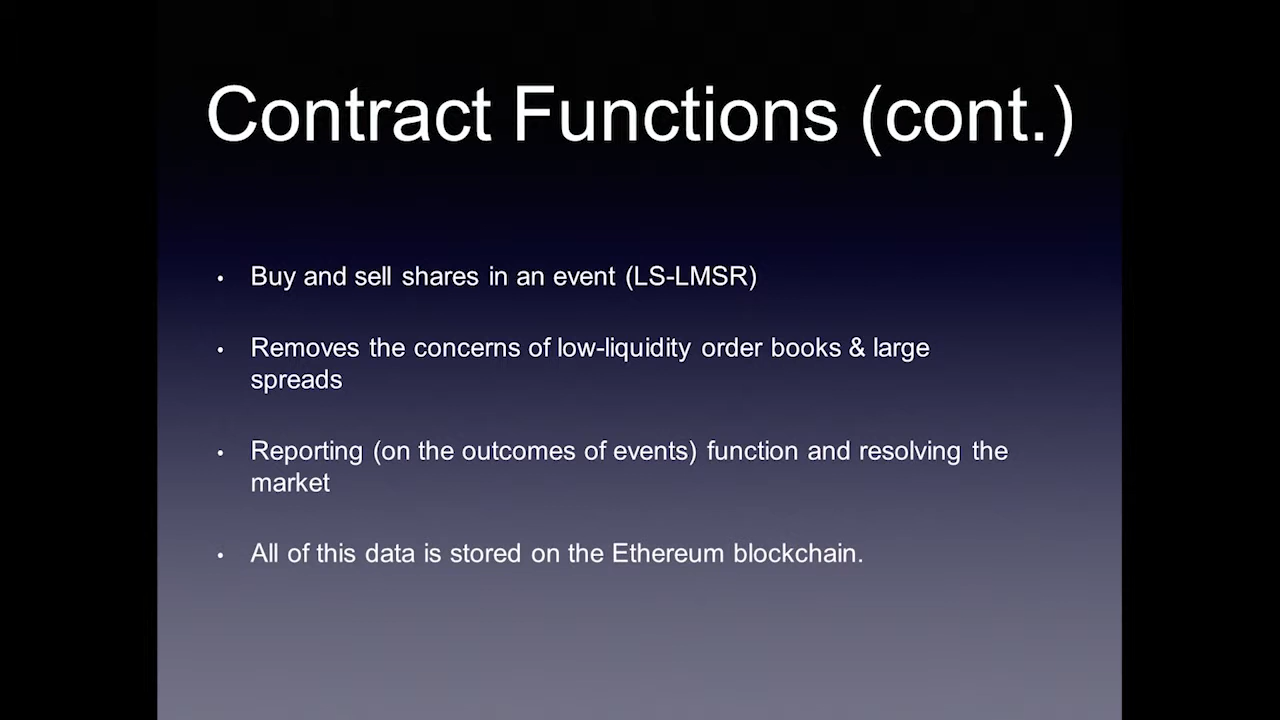 Contract Functions (cont.)
• Buy and sell shares in an event (LS-LMSR)
• Removes the concerns of low-liquidity order books & large
spreads
• Reporting (on the outcomes of events) function and resolving the
market
• All of this data is stored on the Ethereum blockchain.